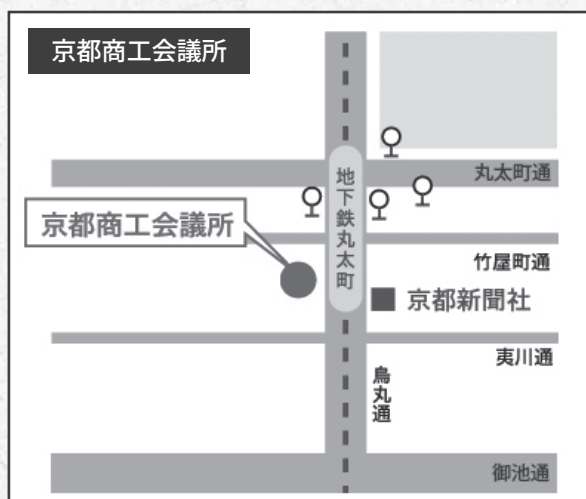 京都商工会議所
丸太町通
地下鉄丸太町
京都商工会議所
竹屋町通
京都新聞社
夷川通
烏丸通
御池通